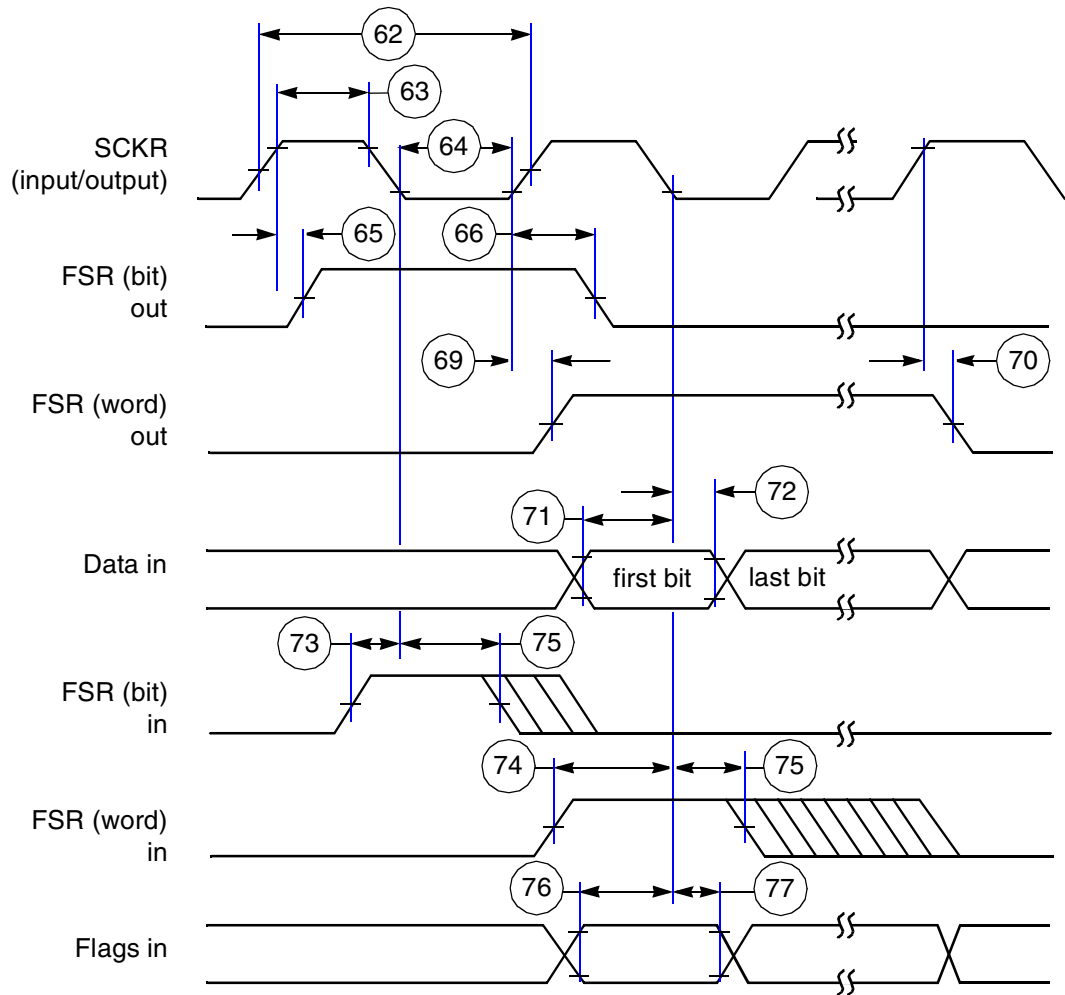 62
63
SCKR
(input/output)
64
65
66
FSR (bit)
out
69
70
FSR (word)
out
71
72
Data in
first bit
last bit
73
75
FSR (bit)
in
74
75
FSR (word)
in
76
77
Flags in